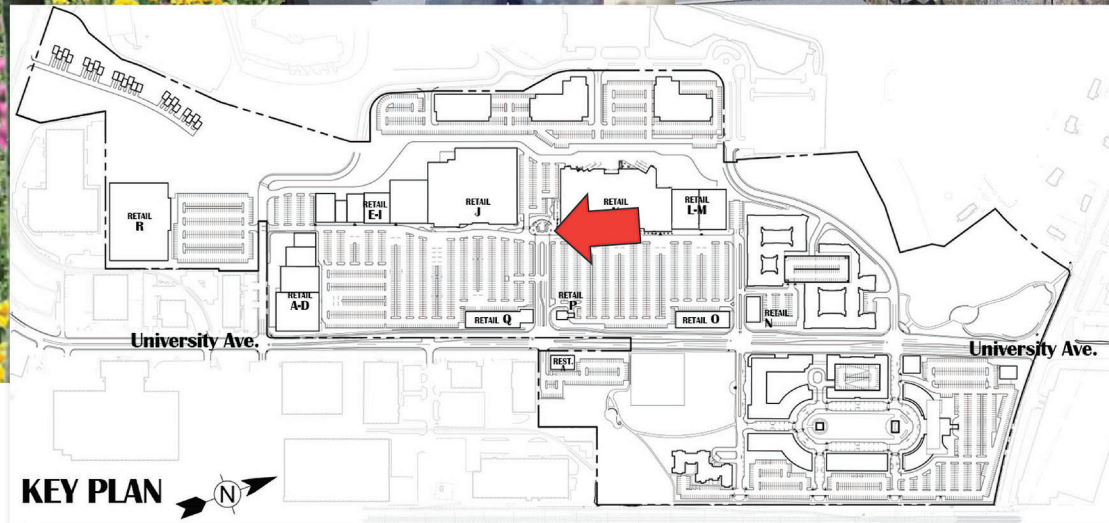 RETAIL
R
RETAIL
E-I
RETAIL
J
RETAIL
RETAIL
L-M
RETAIL
A-D
RETAIL Q
RETAIL
P
RETAIL O
RETAIL
N
University Ave.
University Ave.
REST.
KEY PLAN
N